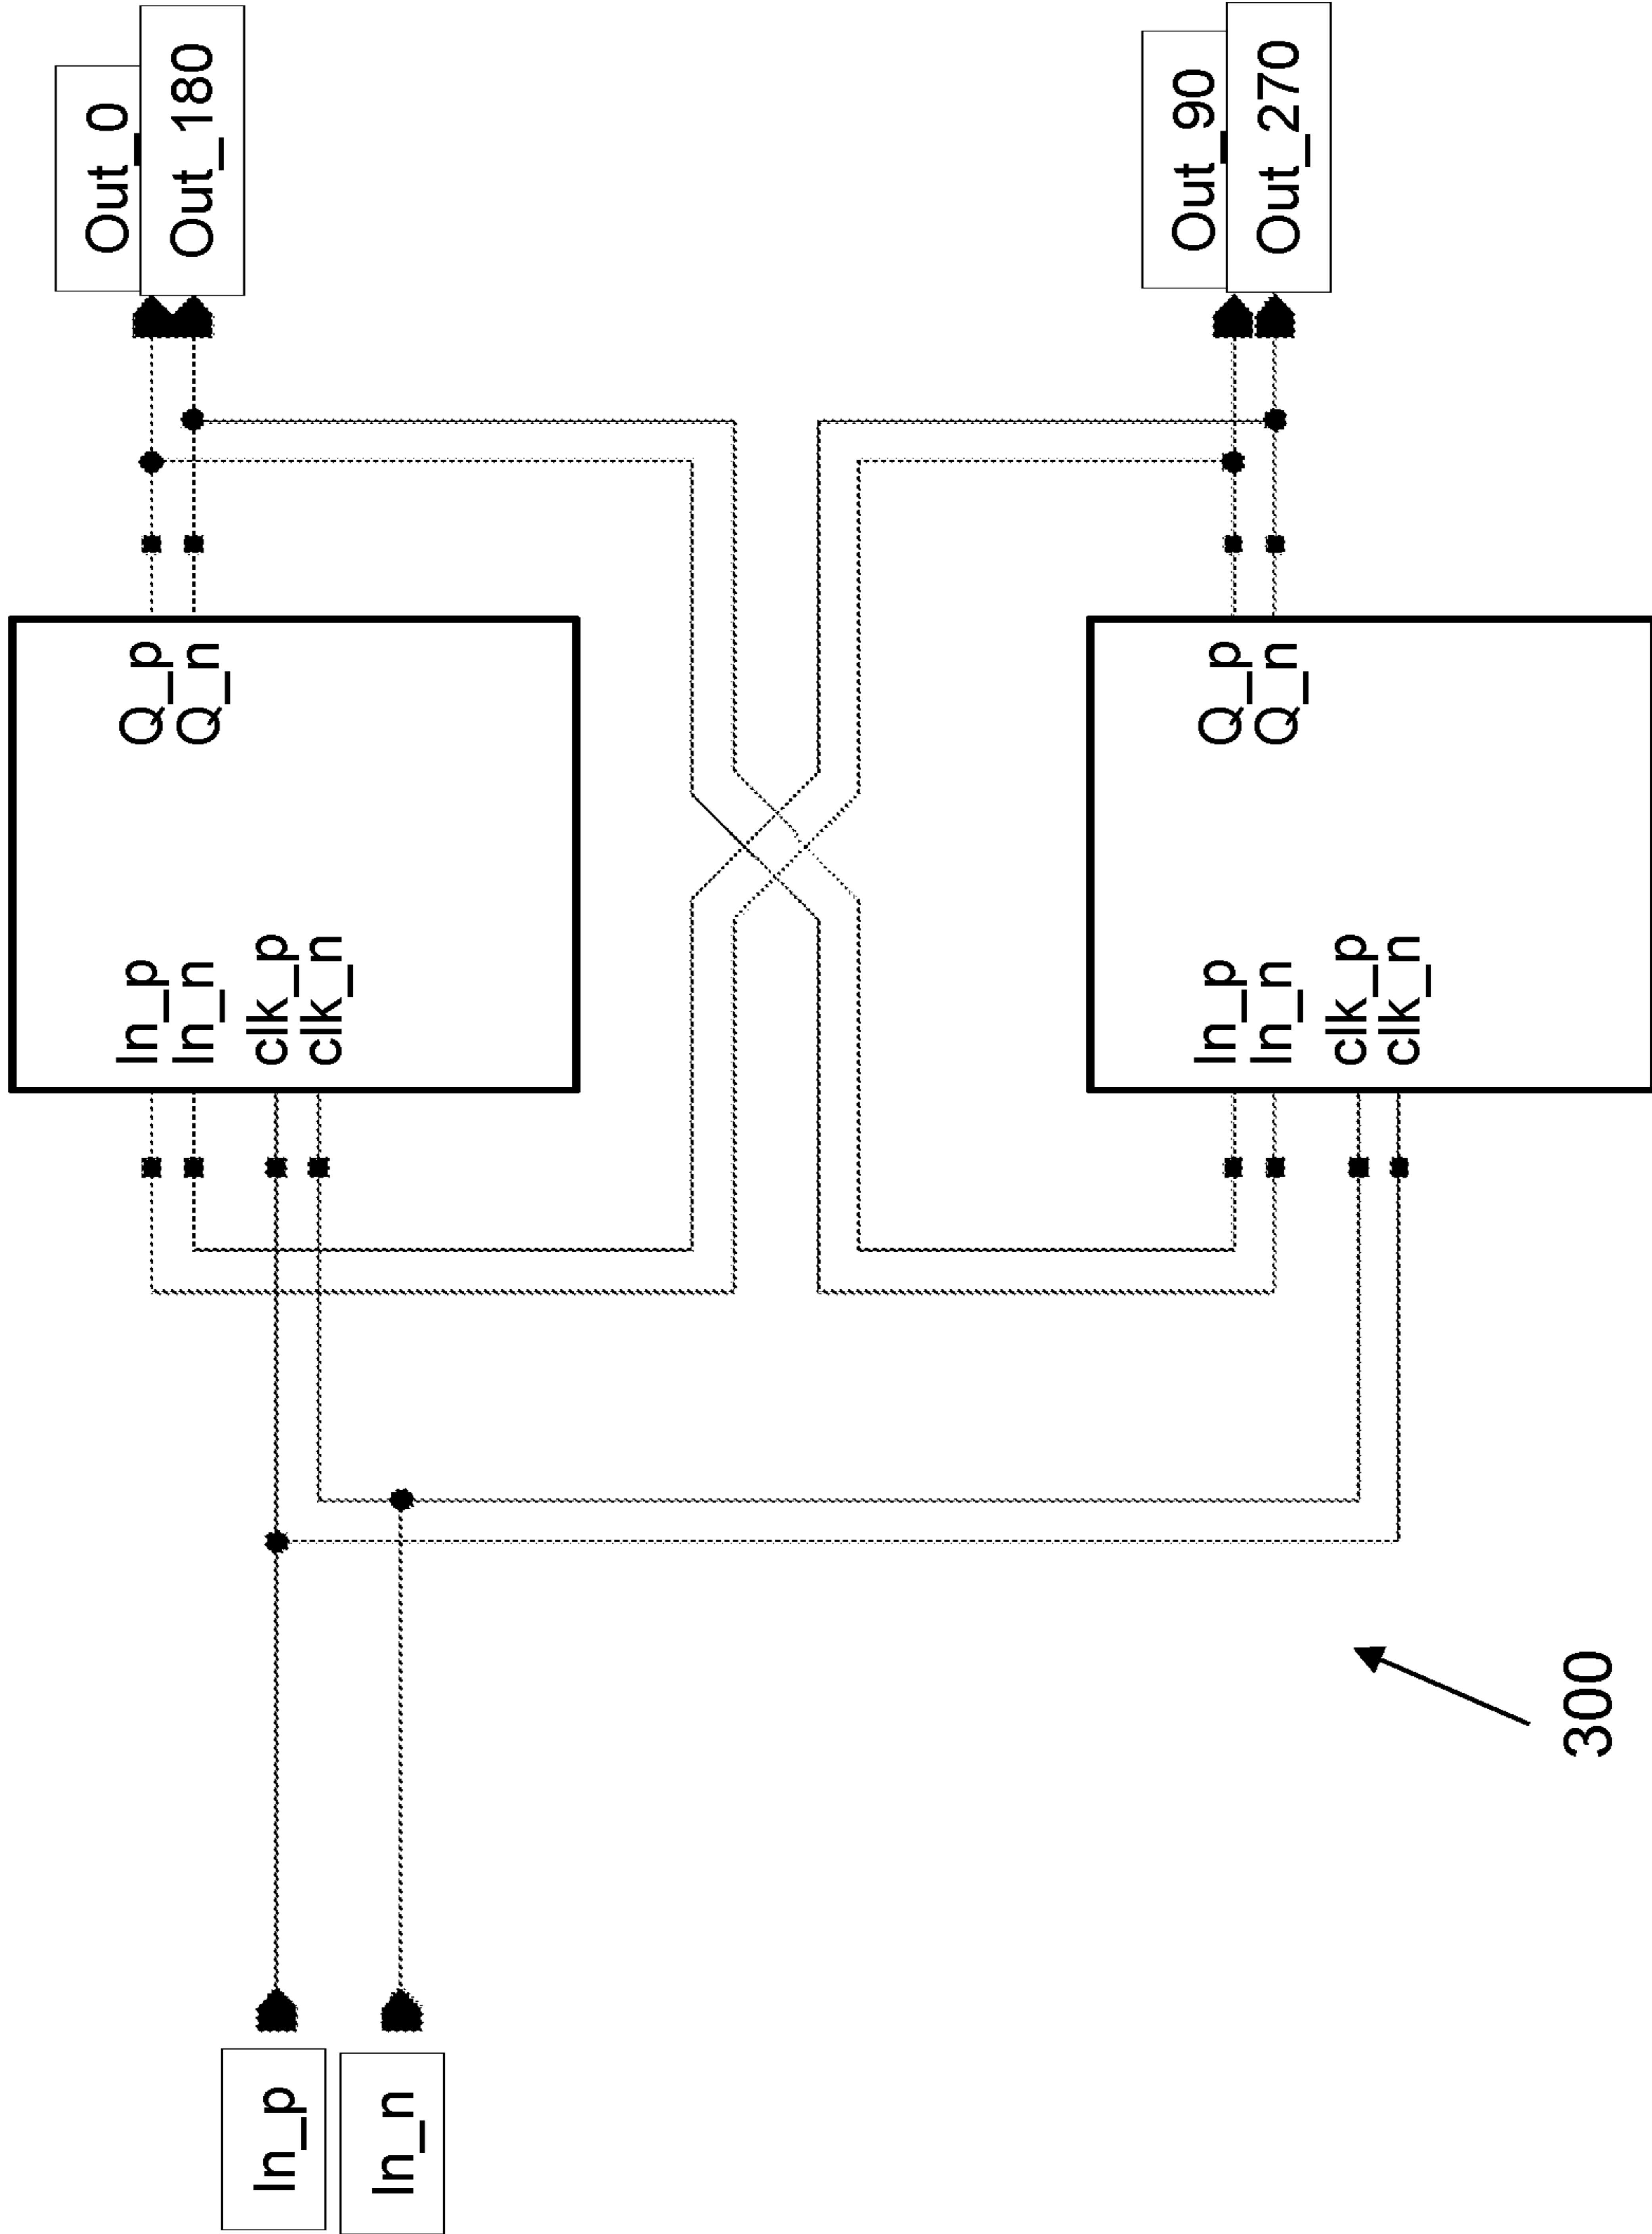 Out_0
Out_180
Q_p
Q_n
In_p
In_n
clk_p
clk_n
In_p
In_n
Out_90
Out_270
Q_p
Q_n
In_p
In_n
clk_p
clk_n
300